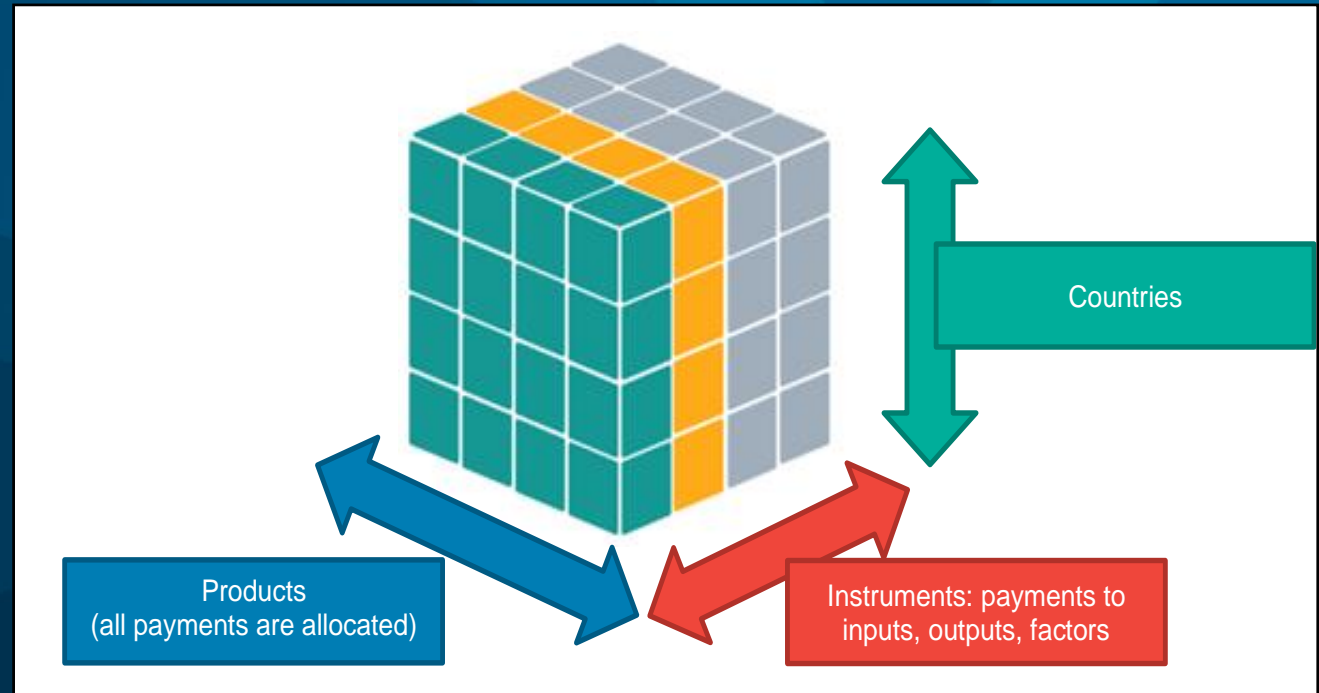 Countries
Products
(all payments are allocated)
Instruments: payments to
inputs, outputs, factors